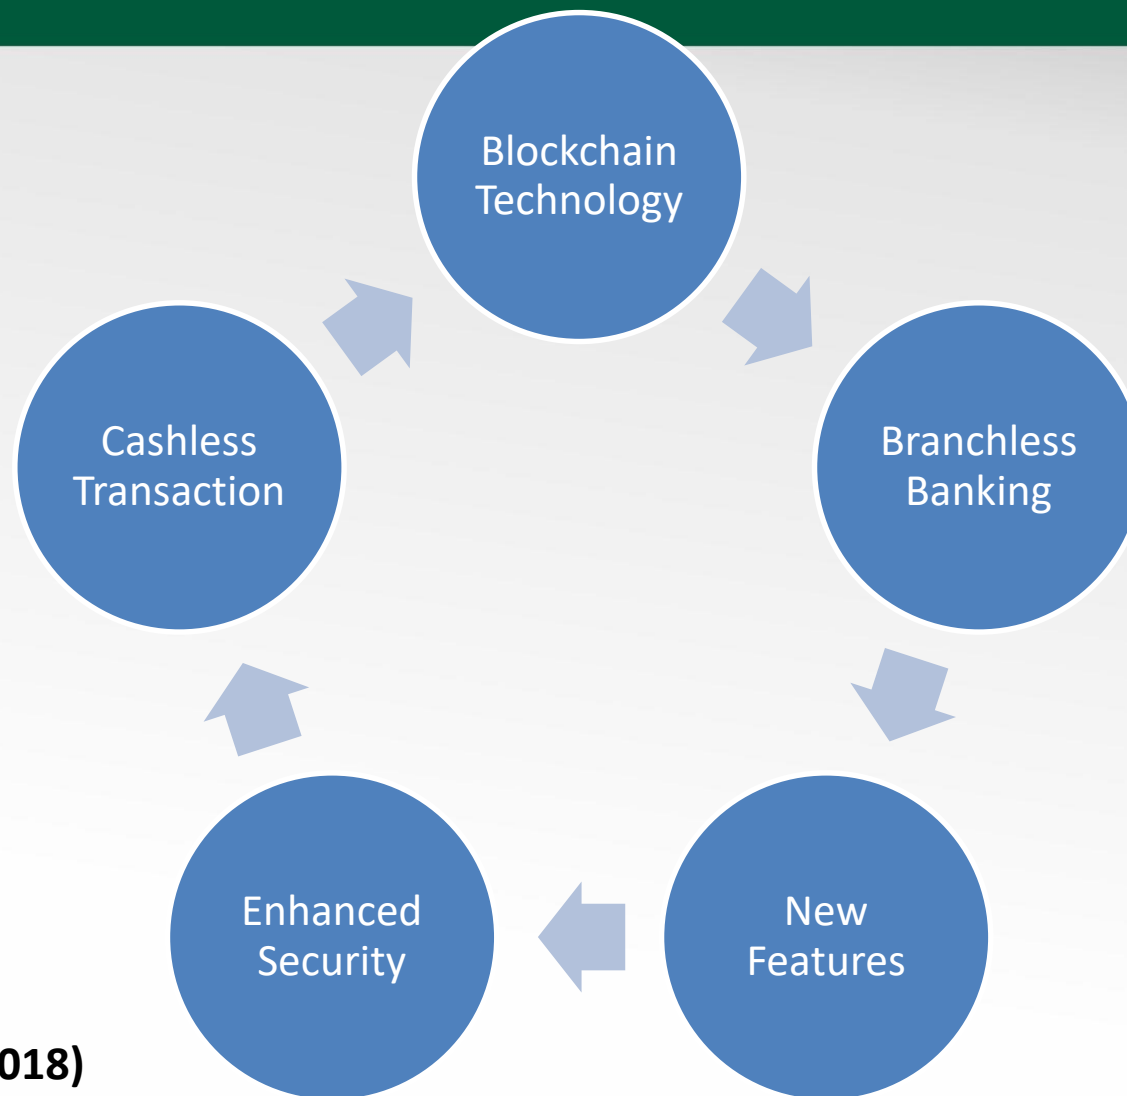 Blockchain
Technology
Branchless
Banking
New
Features
Enhanced
Security
Cashless
Transaction
018)